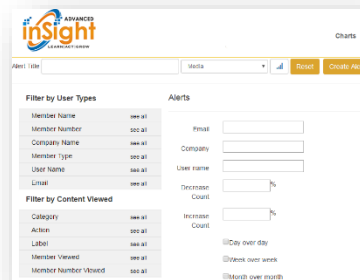 ADVANCED
inSight
LEARN•ACT•GROW
Charts
Alert Title Media Reset Create Ale
Filter by User Types
Alerts
Member Name see all
Member Number see all
Company Name see all
Member Type see all
User Name see all
Email see all
Email
Company
User name
Decrease Count %
Increase Count %
Filter by Content Viewed
Category see all
Action see all
Label see all
Member Viewed see all
Member Number Viewed see all
Day over day
Week over week
Month over month